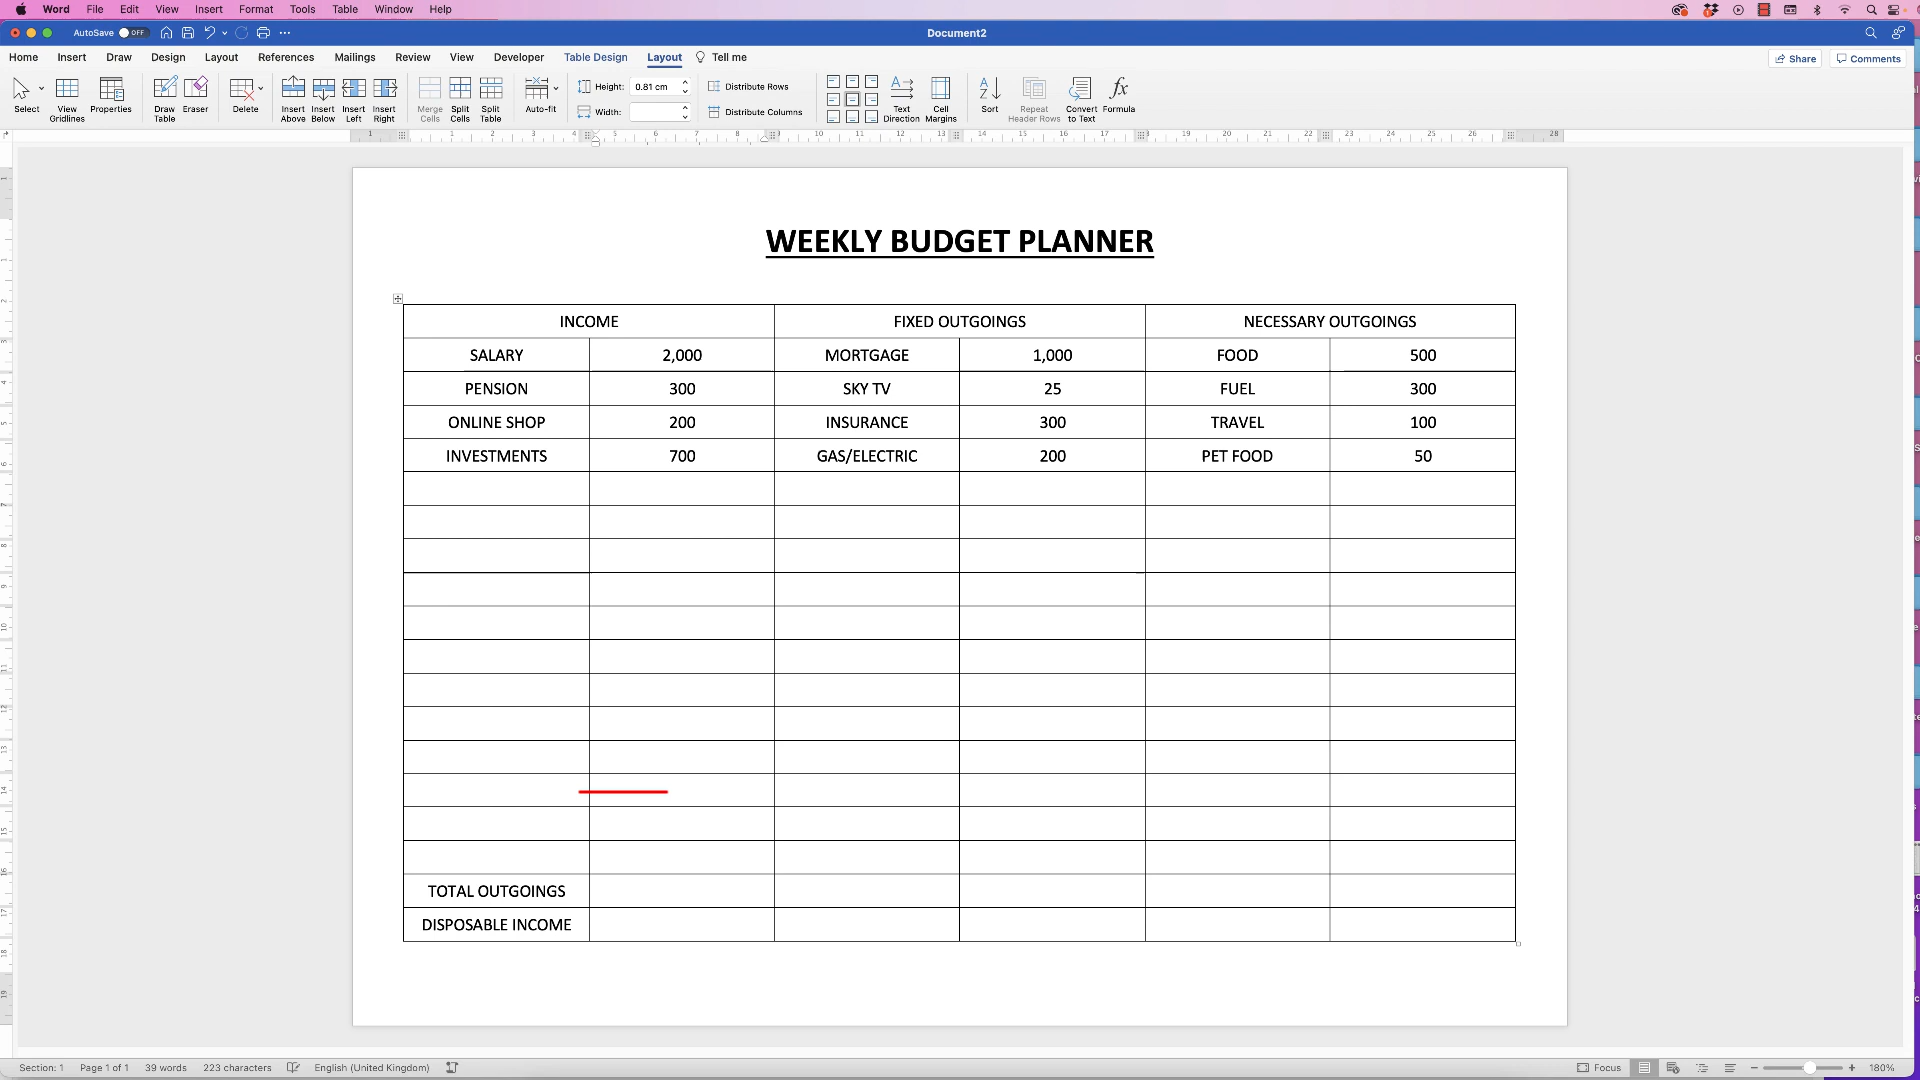 Word File Edit View Insert Format Tools Table Window Help
AutoSave OFF
Document2
Home Insert Draw Design Layout References Mailings Review View Developer Table Design Layout Tell me
Share Comments
Select
View Gridlines
Properties
Draw Table
Eraser
Delete
Insert Above
Insert Below
Insert Left
Insert Right
Merge Cells
Split Cells
Split Table
Auto-fit
Height: 0.81 cm
Width:
Distribute Rows
Distribute Columns
Text Direction
Cell Margins
Sort
Repeat Header Rows
Convert to Text
Formula
WEEKLY BUDGET PLANNER
INCOME FIXED OUTGOINGS NECESSARY OUTGOINGS
SALARY 2,000 MORTGAGE 1,000 FOOD 500
PENSION 300 SKY TV 25 FUEL 300
ONLINE SHOP 200 INSURANCE 300 TRAVEL 100
INVESTMENTS 700 GAS/ELECTRIC 200 PET FOOD 50
TOTAL OUTGOINGS
DISPOSABLE INCOME
Section: 1 Page 1 of 1 39 words 223 characters English (United Kingdom) Focus 180%